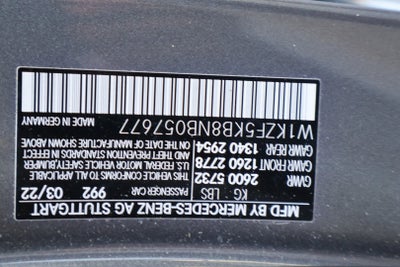 MFD BY MERCEDES-BENZ AG STUTTGART
KG LBS PASSENGER CAR 992 03/22
GVWR 2600 5732 THIS VEHICLE CONFORMS TO ALL APPLICABLE
GAWR FRONT 1260 2778 U.S. FEDERAL MOTOR VEHICLE SAFETY,BUMPER
GAWR REAR 1340 2954 AND THEFT PREVENTION STANDARDS IN EFFECT
ON THE DATE OF MANUFACTURE SHOWN ABOVE.
W1KZF5KB8NB057677
MADE IN GERMANY